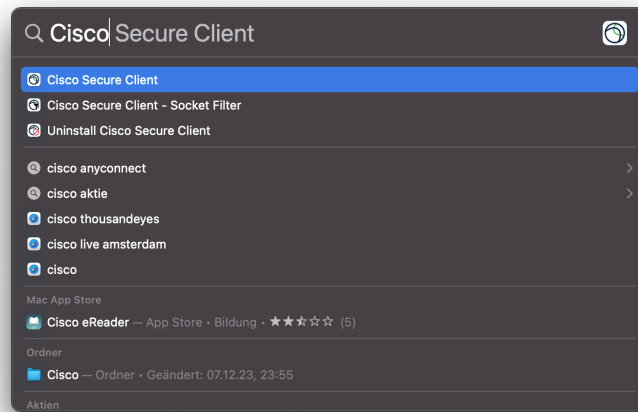 Cisco Secure Client
Cisco Secure Client
Cisco Secure Client - Socket Filter
Uninstall Cisco Secure Client
cisco anyconnect
cisco aktie
cisco thousandeyes
cisco live amsterdam
cisco
Mac App Store
Cisco eReader — App Store • Bildung • ★★⯪☆☆ (5)
Ordner
Cisco — Ordner • Geändert: 07.12.23, 23:55
Aktien